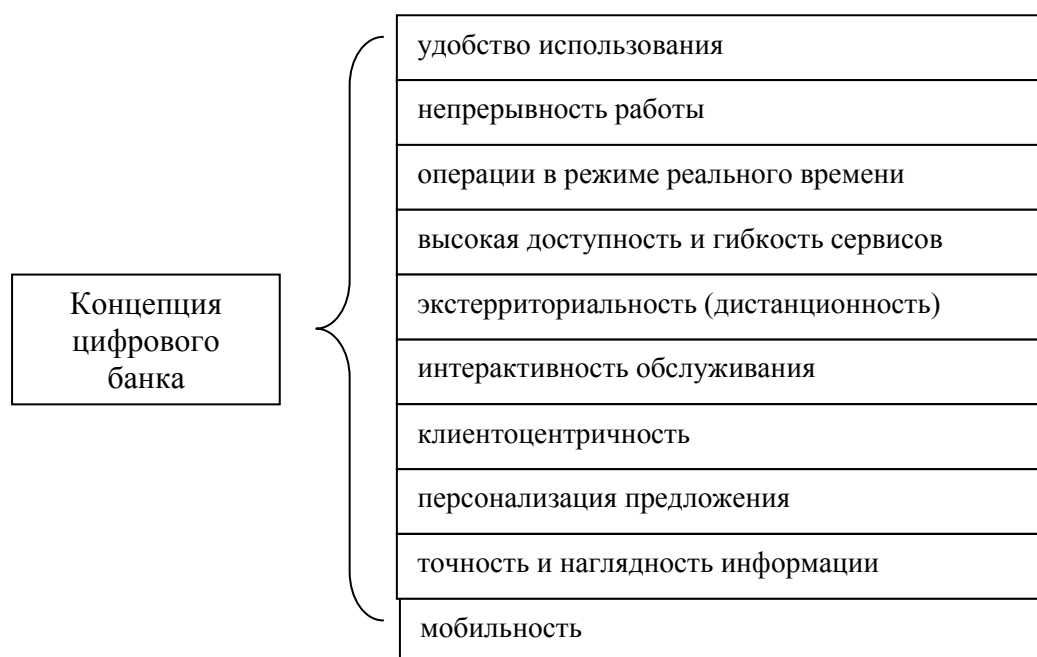 Концепция
цифрового
банка
удобство использования
непрерывность работы
операции в режиме реального времени
высокая доступность и гибкость сервисов
экстерриториальность (дистанционность)
интерактивность обслуживания
клиентоцентричность
персонализация предложения
точность и наглядность информации
мобильность